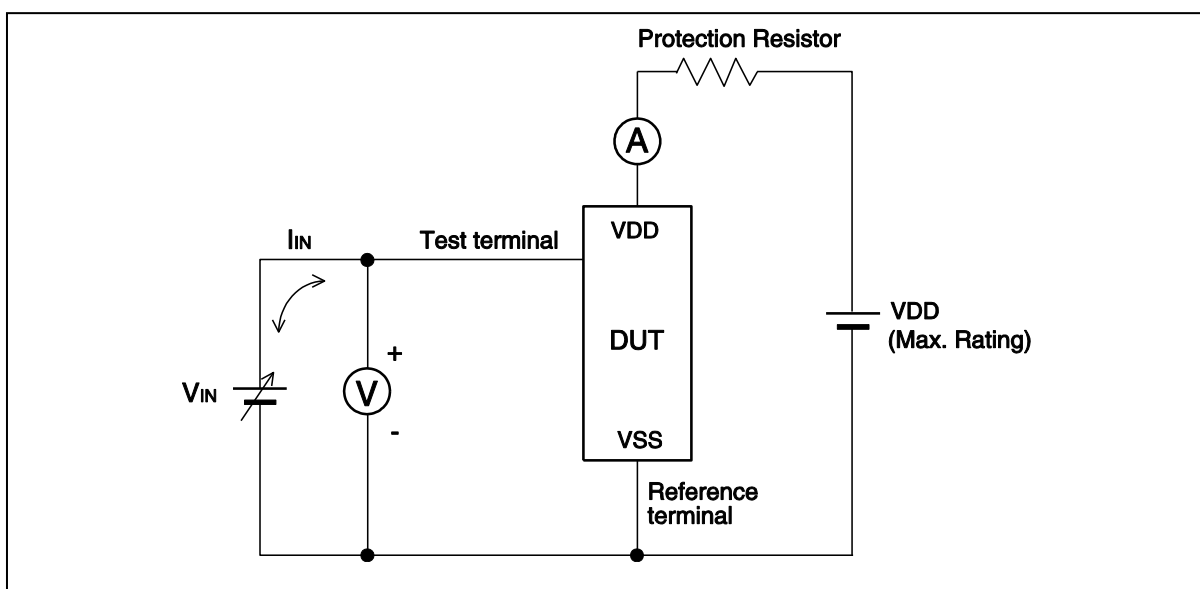 Protection Resistor
A
VDD
IIN
Test terminal
DUT
VDD
(Max. Rating)
VIN
V
+
-
VSS
Reference
terminal